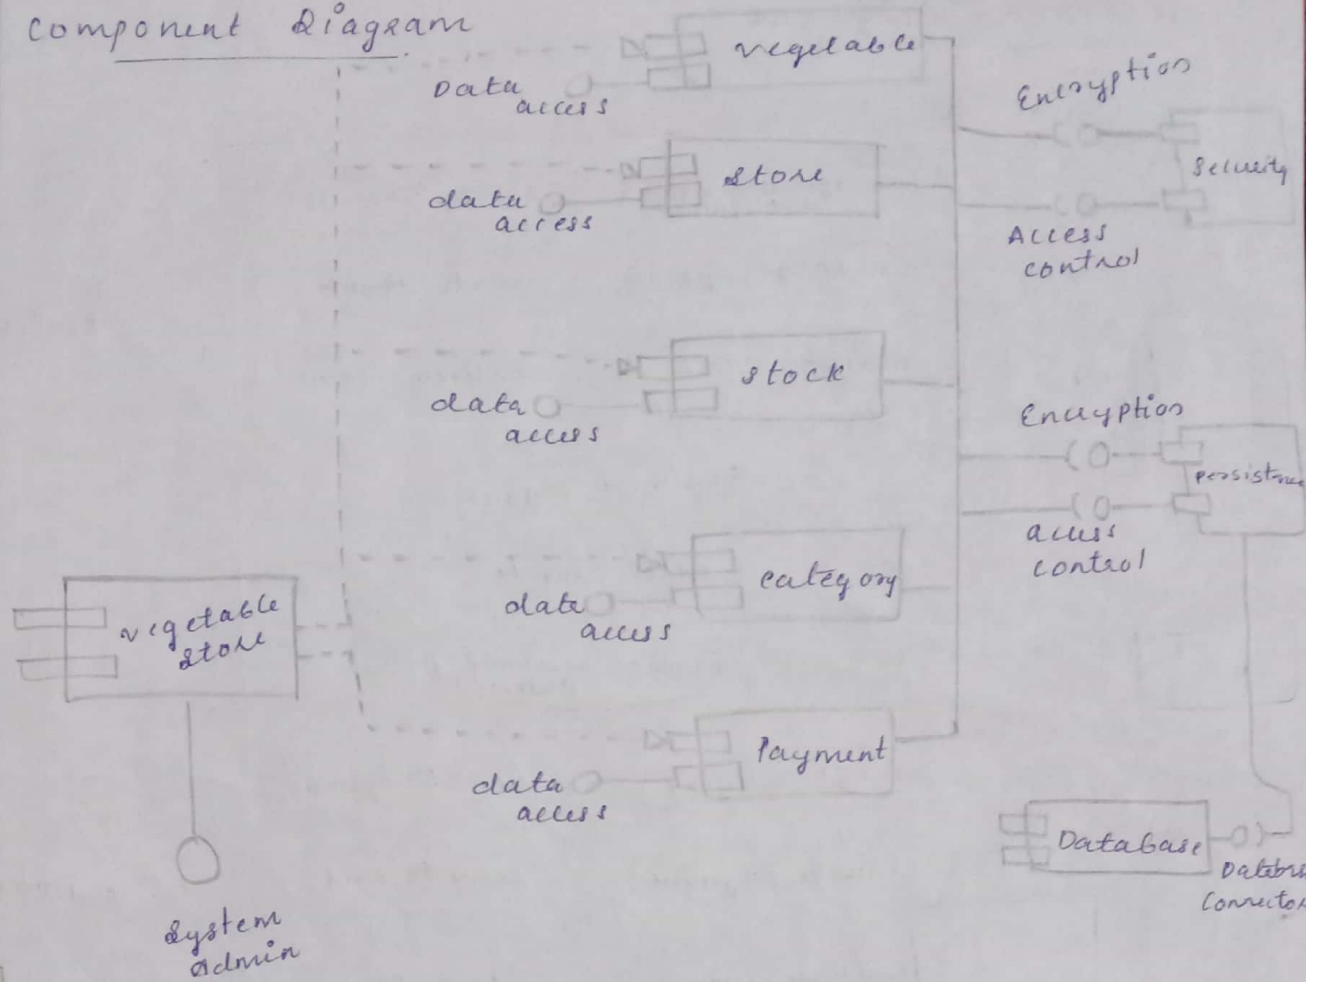 Component Diagram
vegetable
Data
access
Encryption
Security
store
data
access
Access
control
stock
data
access
Encryption
persistence
access
control
category
data
access
vegetable
store
Payment
data
access
Database
Connector
System
Admin